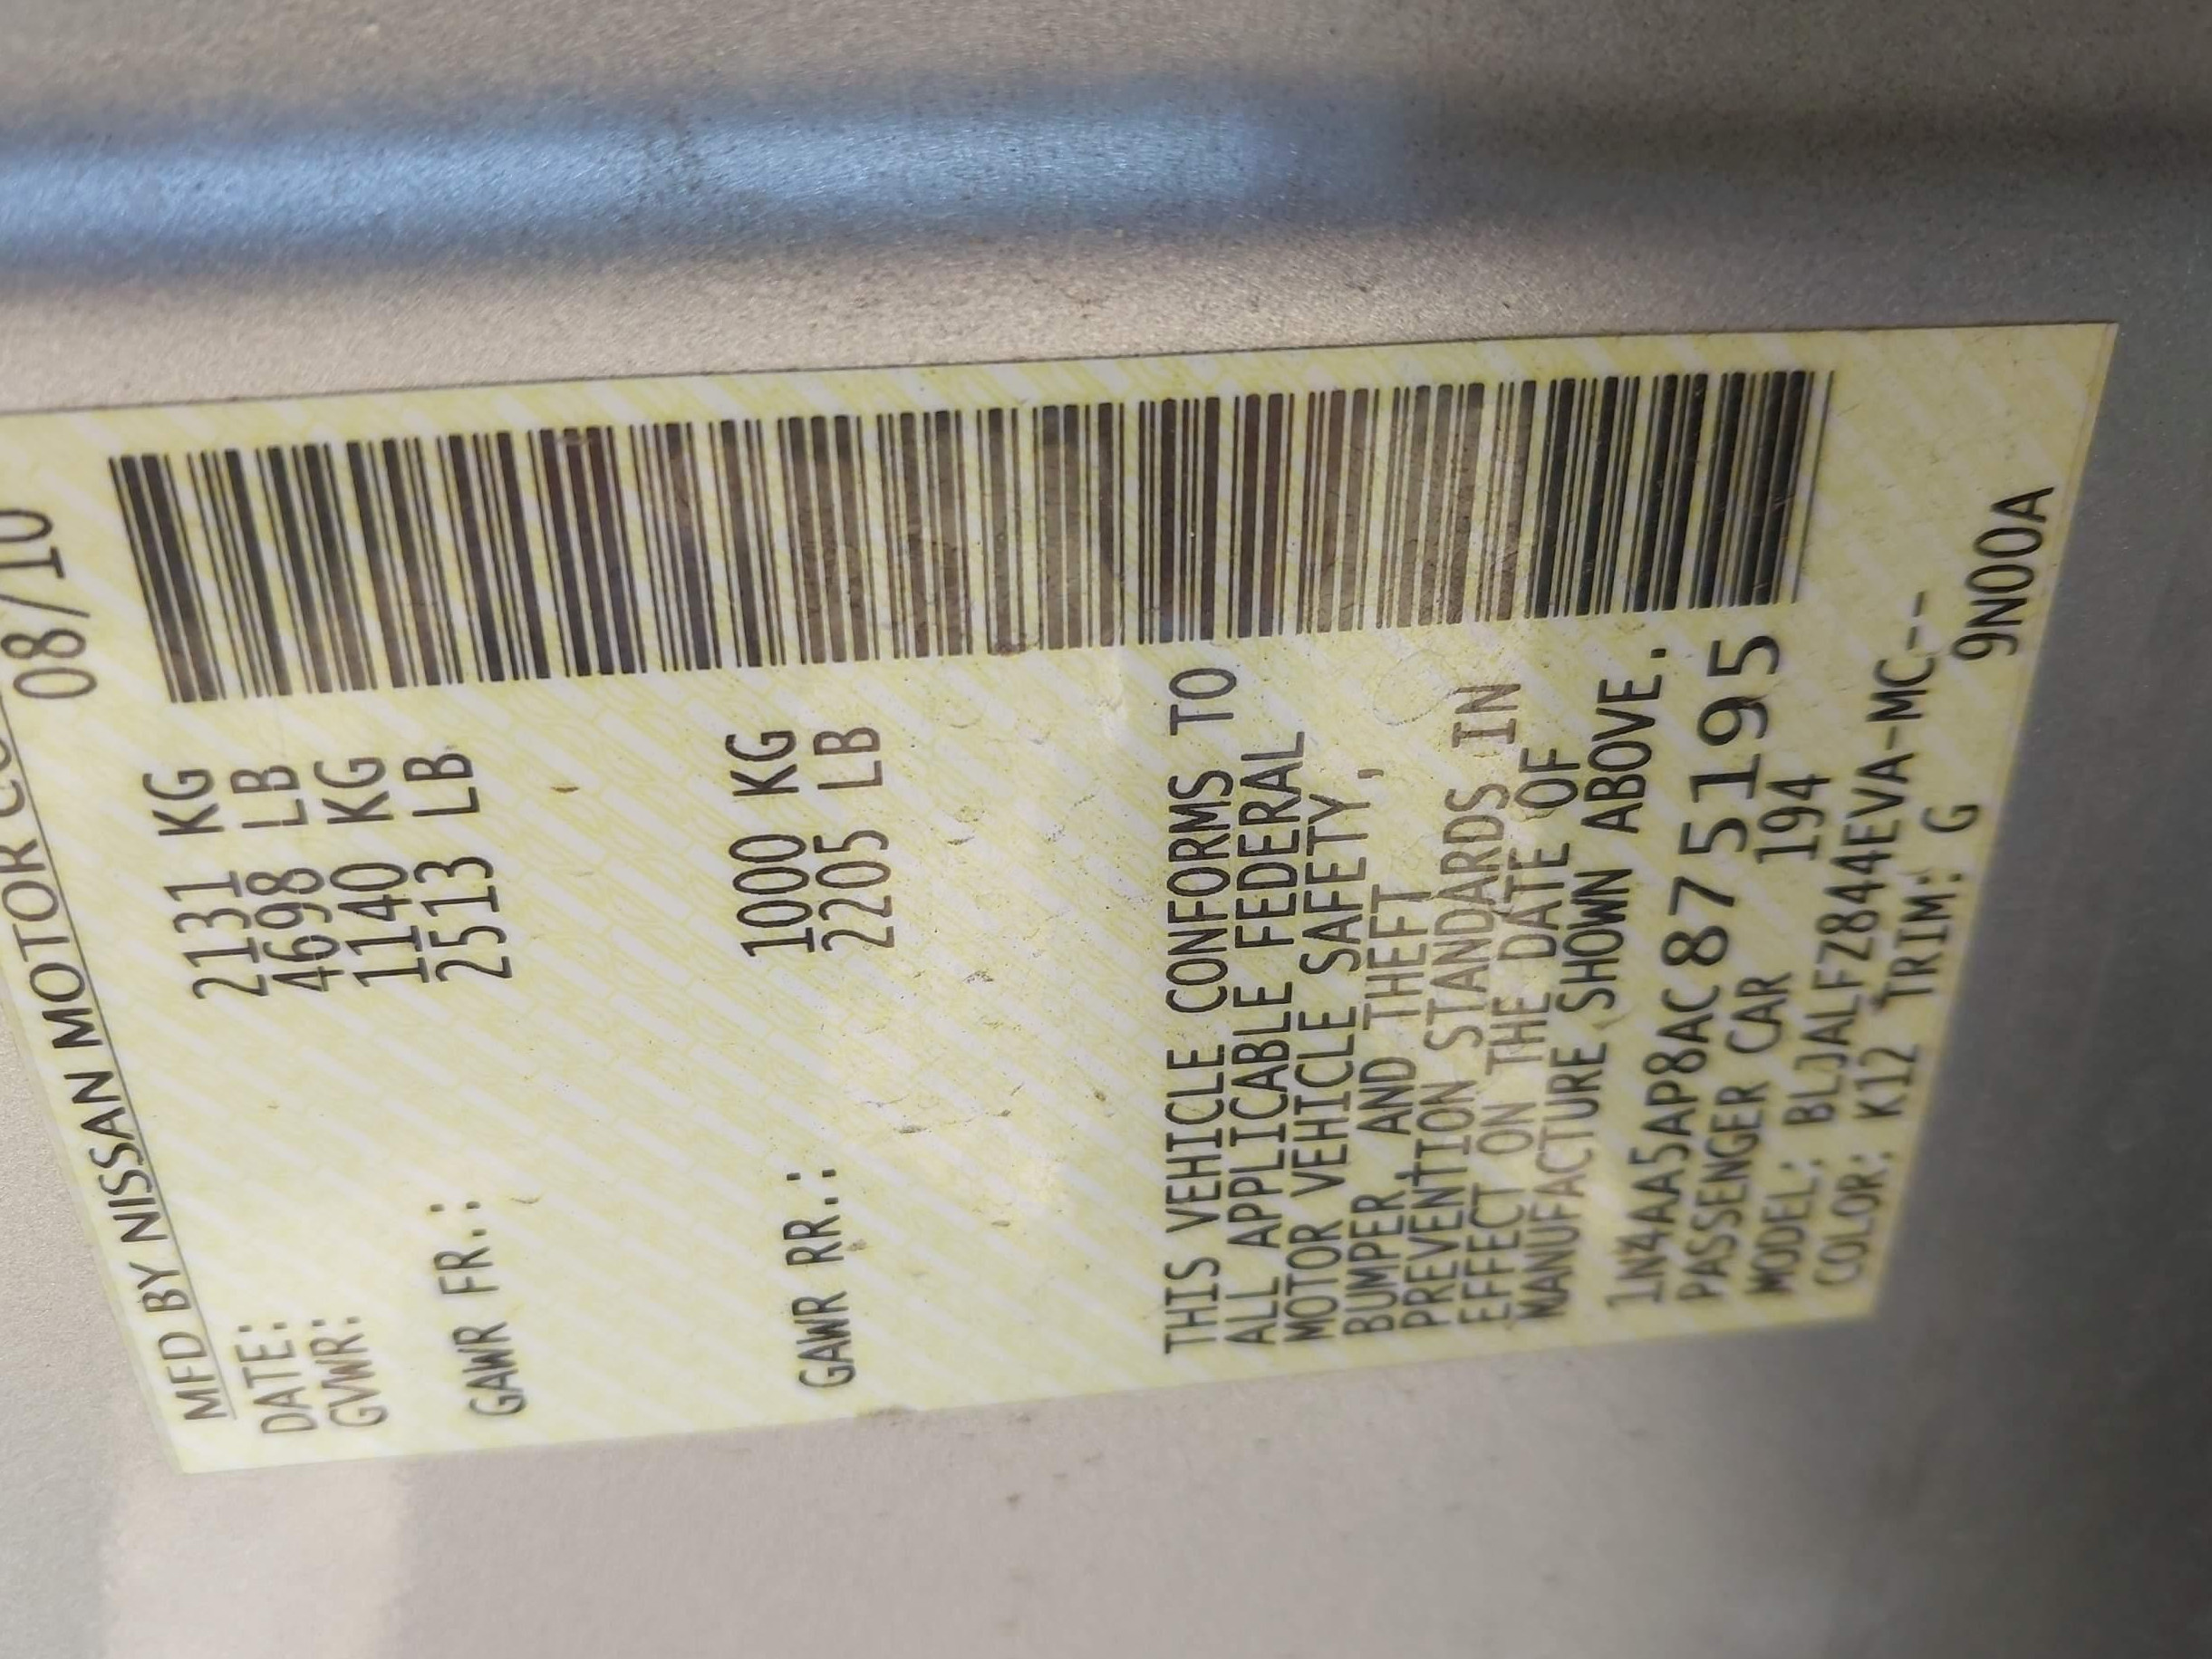 MFD BY NISSAN MOTOR CO
DATE: 08/10
GVWR: 2131 KG
4698 LB
GAWR FR.: 1140 KG
2513 LB
GAWR RR.: 1000 KG
2205 LB
THIS VEHICLE CONFORMS TO
ALL APPLICABLE FEDERAL
MOTOR VEHICLE SAFETY,
BUMPER AND THEFT
PREVENTION STANDARDS IN
EFFECT ON THE DATE OF
MANUFACTURE SHOWN ABOVE.
1N4AA5AP8AC875195
PASSENGER CAR 194
MODEL: BLJALFZ844EVA-MC--
COLOR: K12 TRIM: G 9N00A